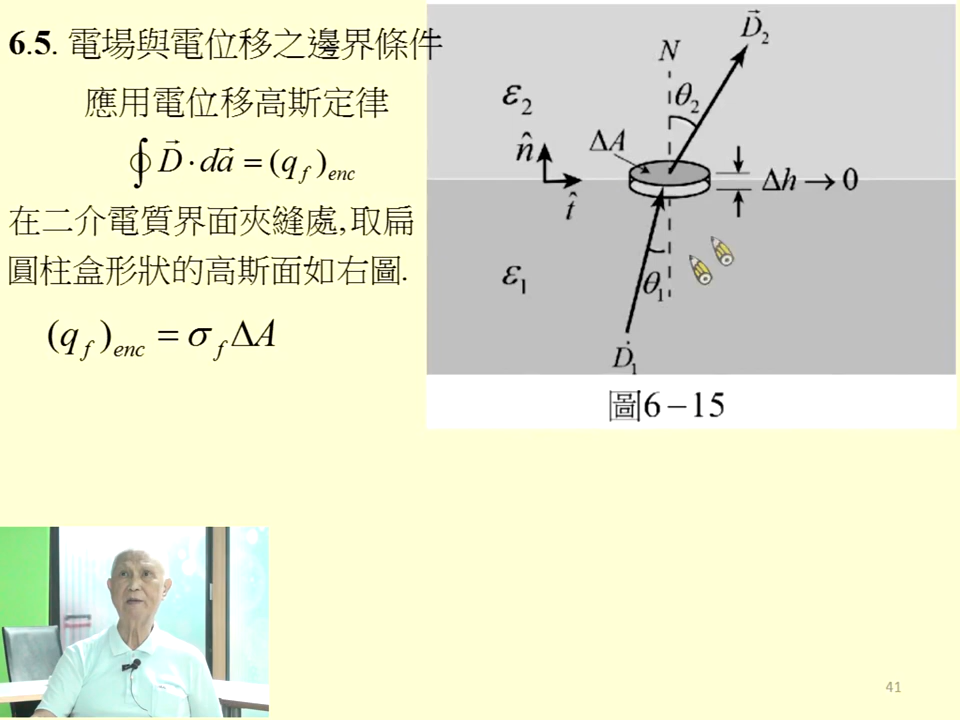 6.5. 電場與電位移之邊界條件
應用電位移高斯定律
∮ D⃗ · da⃗ = (q_f)_enc
在二介電質界面夾縫處,取扁
圓柱盒形狀的高斯面如右圖.
(q_f)_enc = σ_f ΔA
D⃗₂
N
ε₂
θ₂
n̂
ΔA
t̂
Δh → 0
ε₁
θ₁
D⃗₁
圖6-15
41